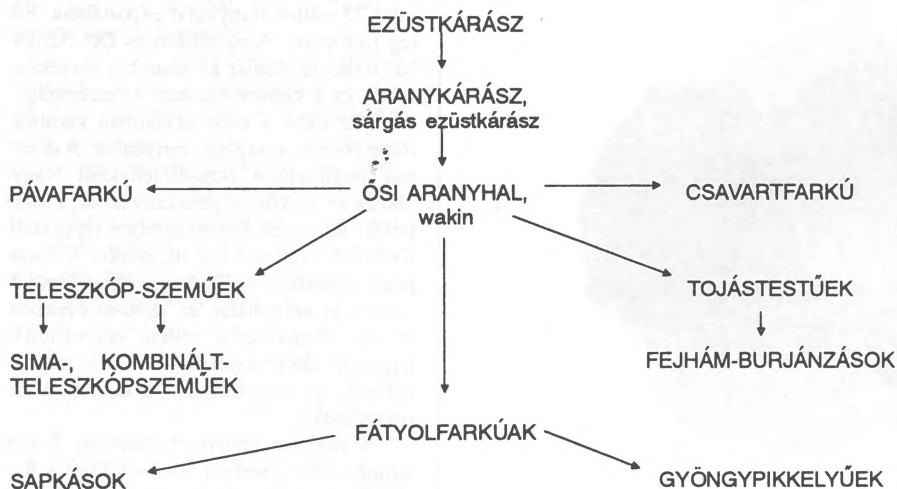 EZÜSTKÁRÁSZ
ARANYKÁRÁSZ,
sárgás ezüstkárász
PÁVAFARKÚ
ŐSI ARANYHAL,
wakin
CSAVARTFARKÚ
TELESZKÓP-SZEMŰEK
TOJÁSTESTŰEK
SIMA-, KOMBINÁLT-
TELESZKÓPSZEMŰEK
FEJHÁM-BURJÁNZÁSOK
FÁTYOLFARKÚAK
SAPKÁSOK
GYÖNGYPIKKELYŰEK